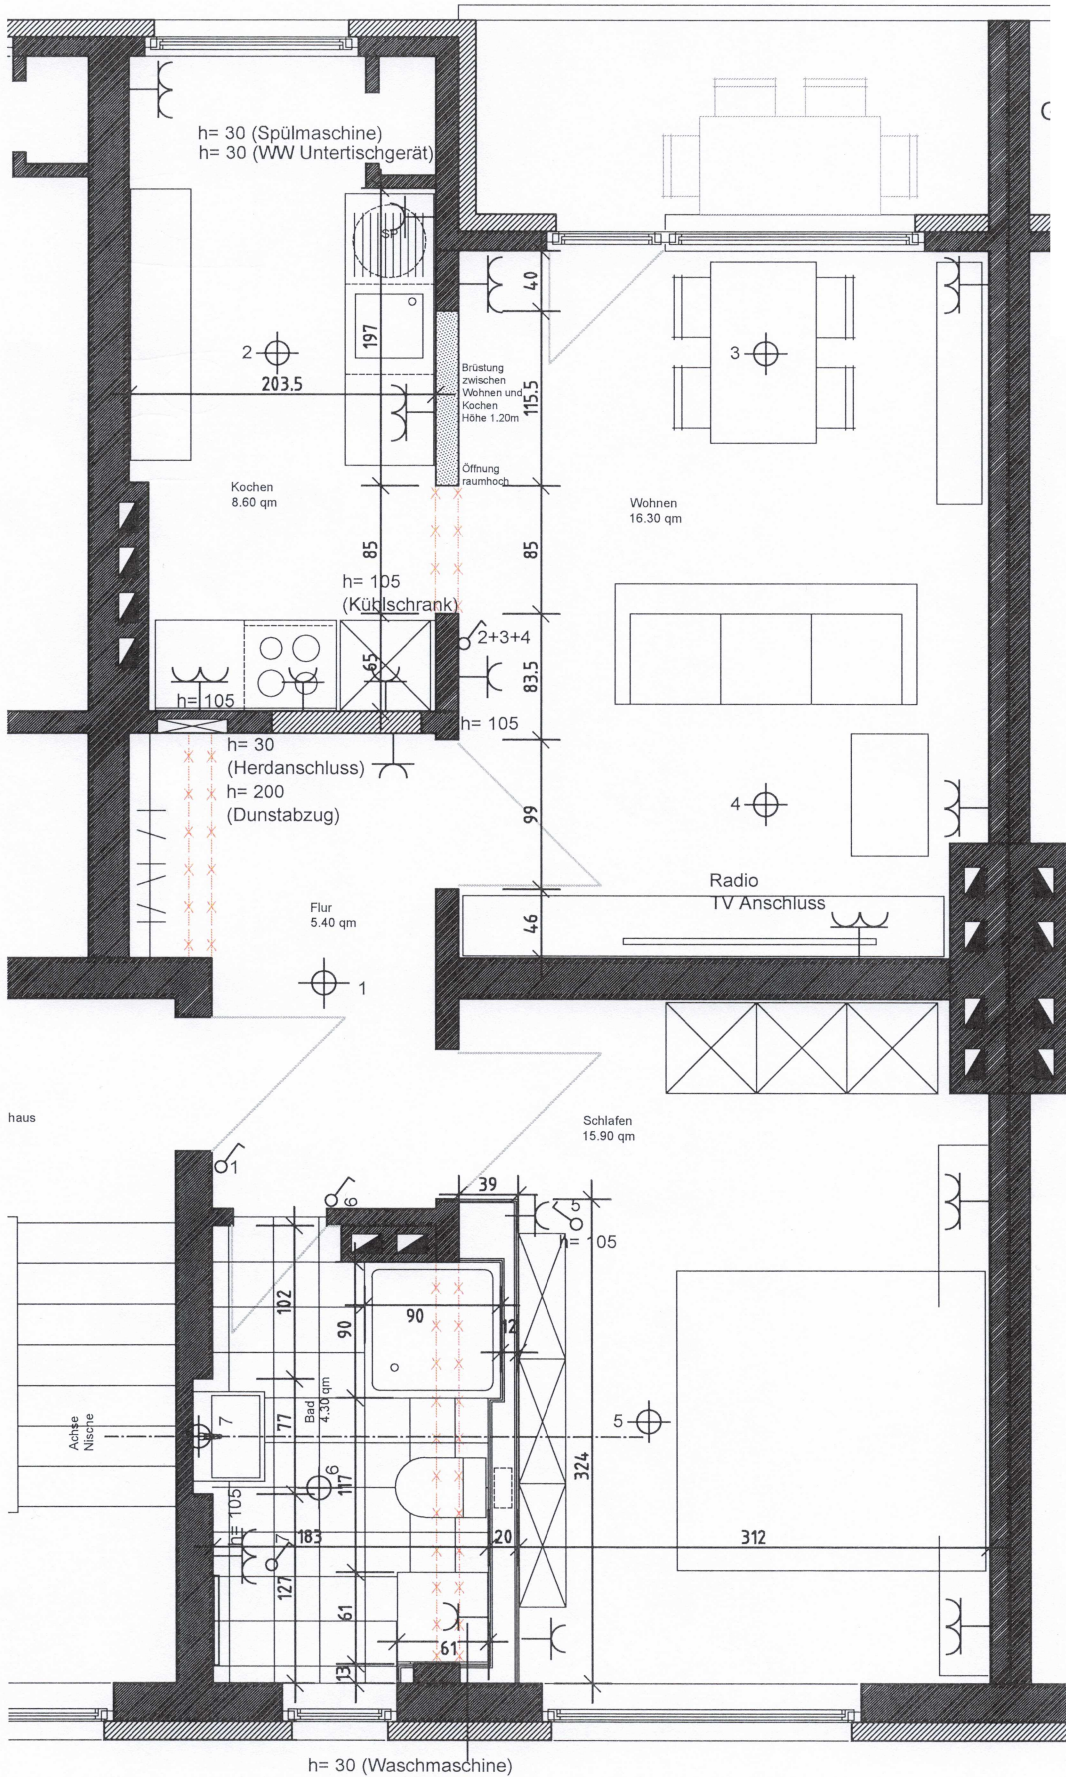 h= 30 (Spülmaschine)
h= 30 (WW Untertischgerät)
SP
40
197
2
3
203.5
Brüstung
zwischen
Wohnen und
Kochen
Höhe 1.20m
115.5
Öffnung
raumhoch
Kochen
8.60 qm
Wohnen
16.30 qm
85
85
h= 105
(Kühlschrank)
2+3+4
65
83.5
h= 105
h= 105
h= 30
(Herdanschluss)
h= 200
(Dunstabzug)
99
4
Radio
TV Anschluss
Flur
5.40 qm
46
1
haus
Schlafen
15.90 qm
1
6
39
5
h= 105
102
90
90
12
Bad
4.30 qm
77
7
5
Achse
Nische
6
117
324
h= 105
183
20
312
7
127
61
61
13
h= 30 (Waschmaschine)